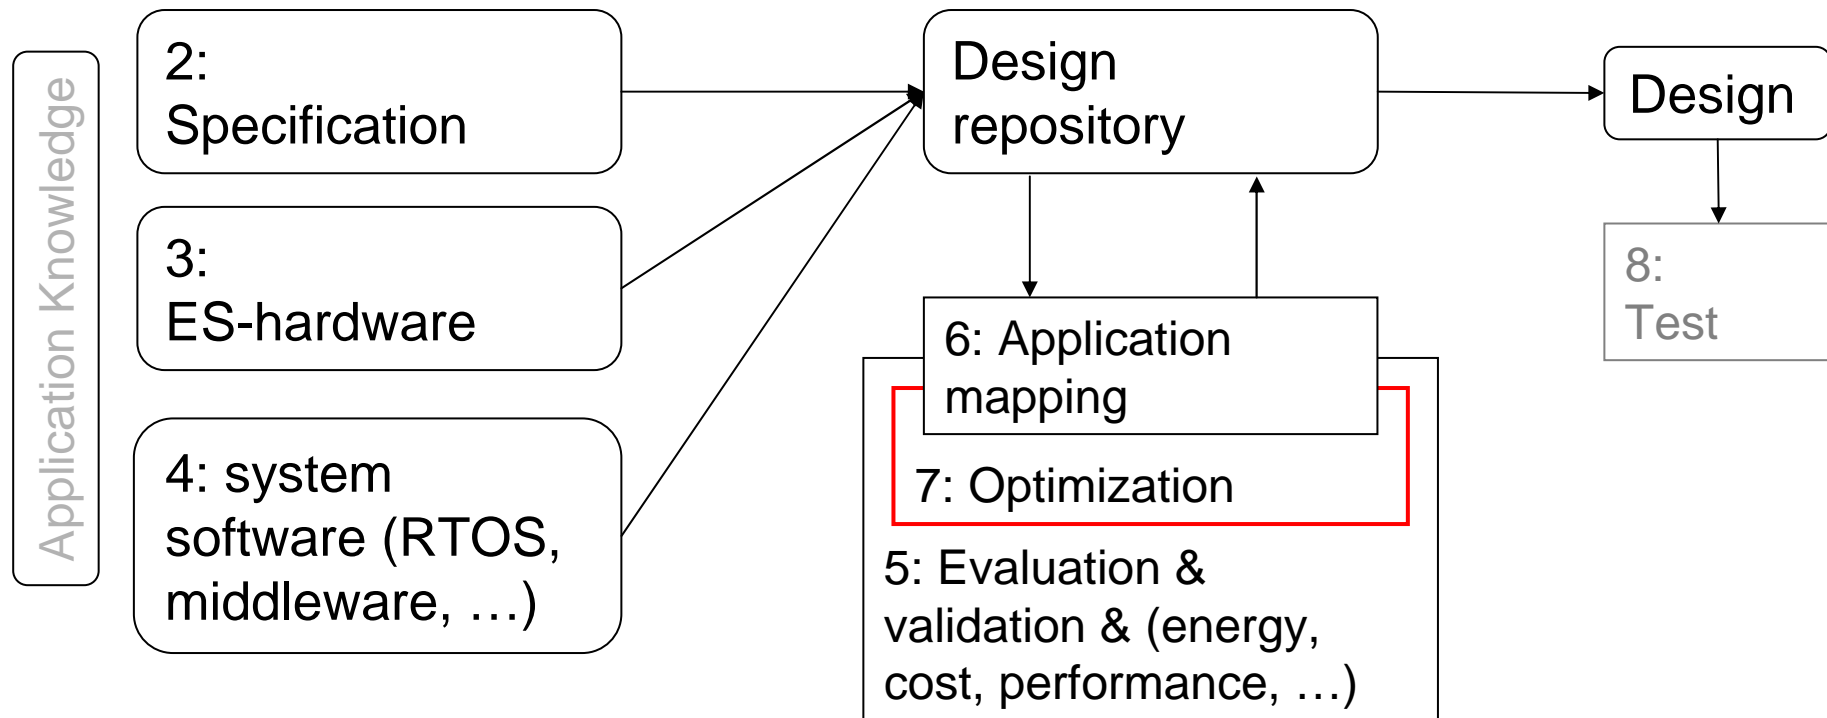 Application Knowledge
2:
Specification
3:
ES-hardware
4: system
software (RTOS,
middleware, …)
Design
repository
6: Application
mapping
7: Optimization
5: Evaluation &
validation & (energy,
cost, performance, …)
Design
8:
Test